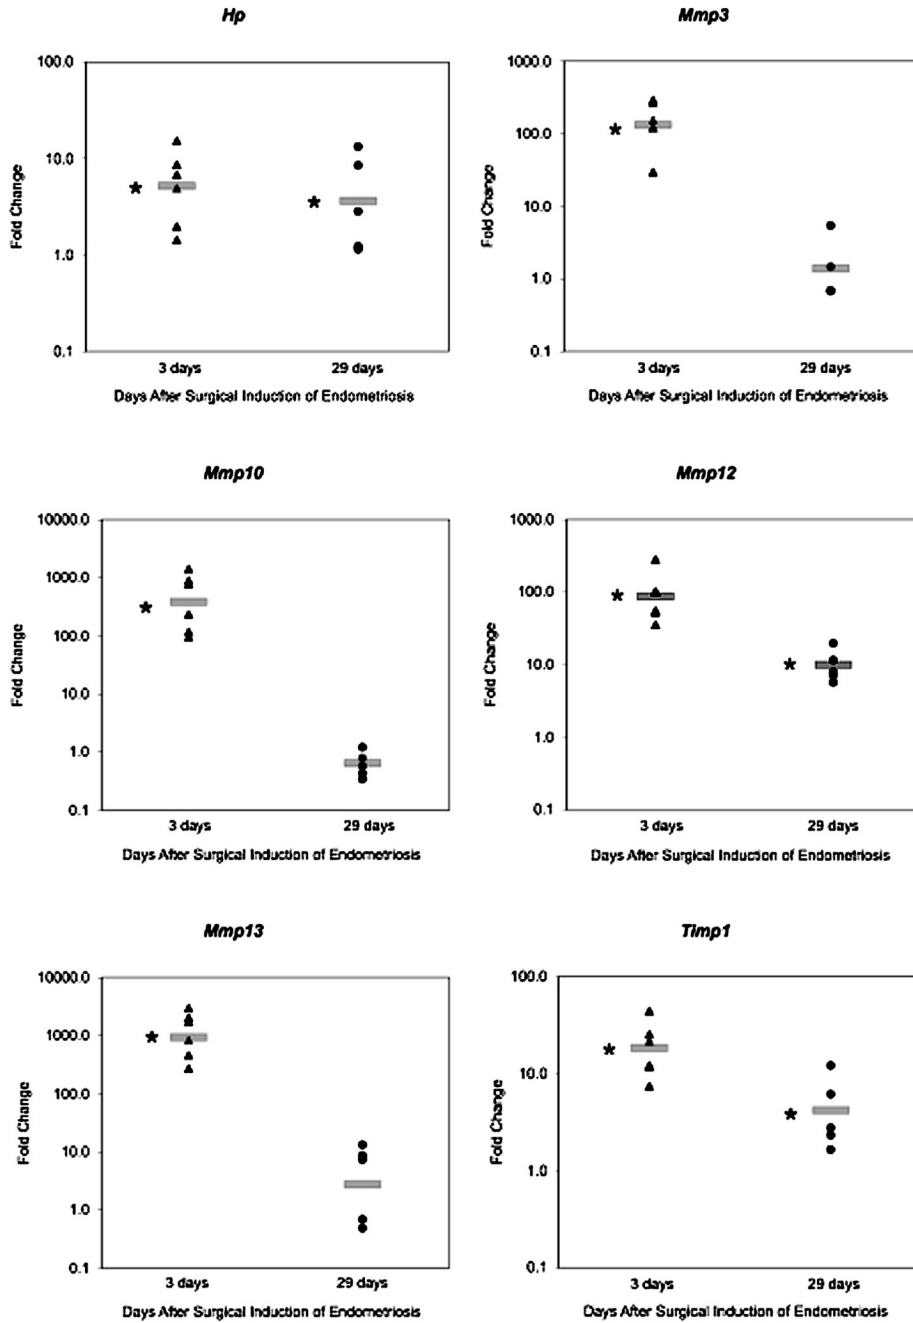 Hp
100.0
10.0
1.0
0.1
Fold Change
3 days 29 days
Days After Surgical Induction of Endometriosis
Mmp3
1000.0
100.0
10.0
1.0
0.1
Fold Change
3 days 29 days
Days After Surgical Induction of Endometriosis
Mmp10
10000.0
1000.0
100.0
10.0
1.0
0.1
Fold Change
3 days 29 days
Days After Surgical Induction of Endometriosis
Mmp12
1000.0
100.0
10.0
1.0
0.1
Fold Change
3 days 29 days
Days After Surgical Induction of Endometriosis
Mmp13
10000.0
1000.0
100.0
10.0
1.0
0.1
Fold Change
3 days 29 days
Days After Surgical Induction of Endometriosis
Timp1
100.0
10.0
1.0
0.1
Fold Change
3 days 29 days
Days After Surgical Induction of Endometriosis